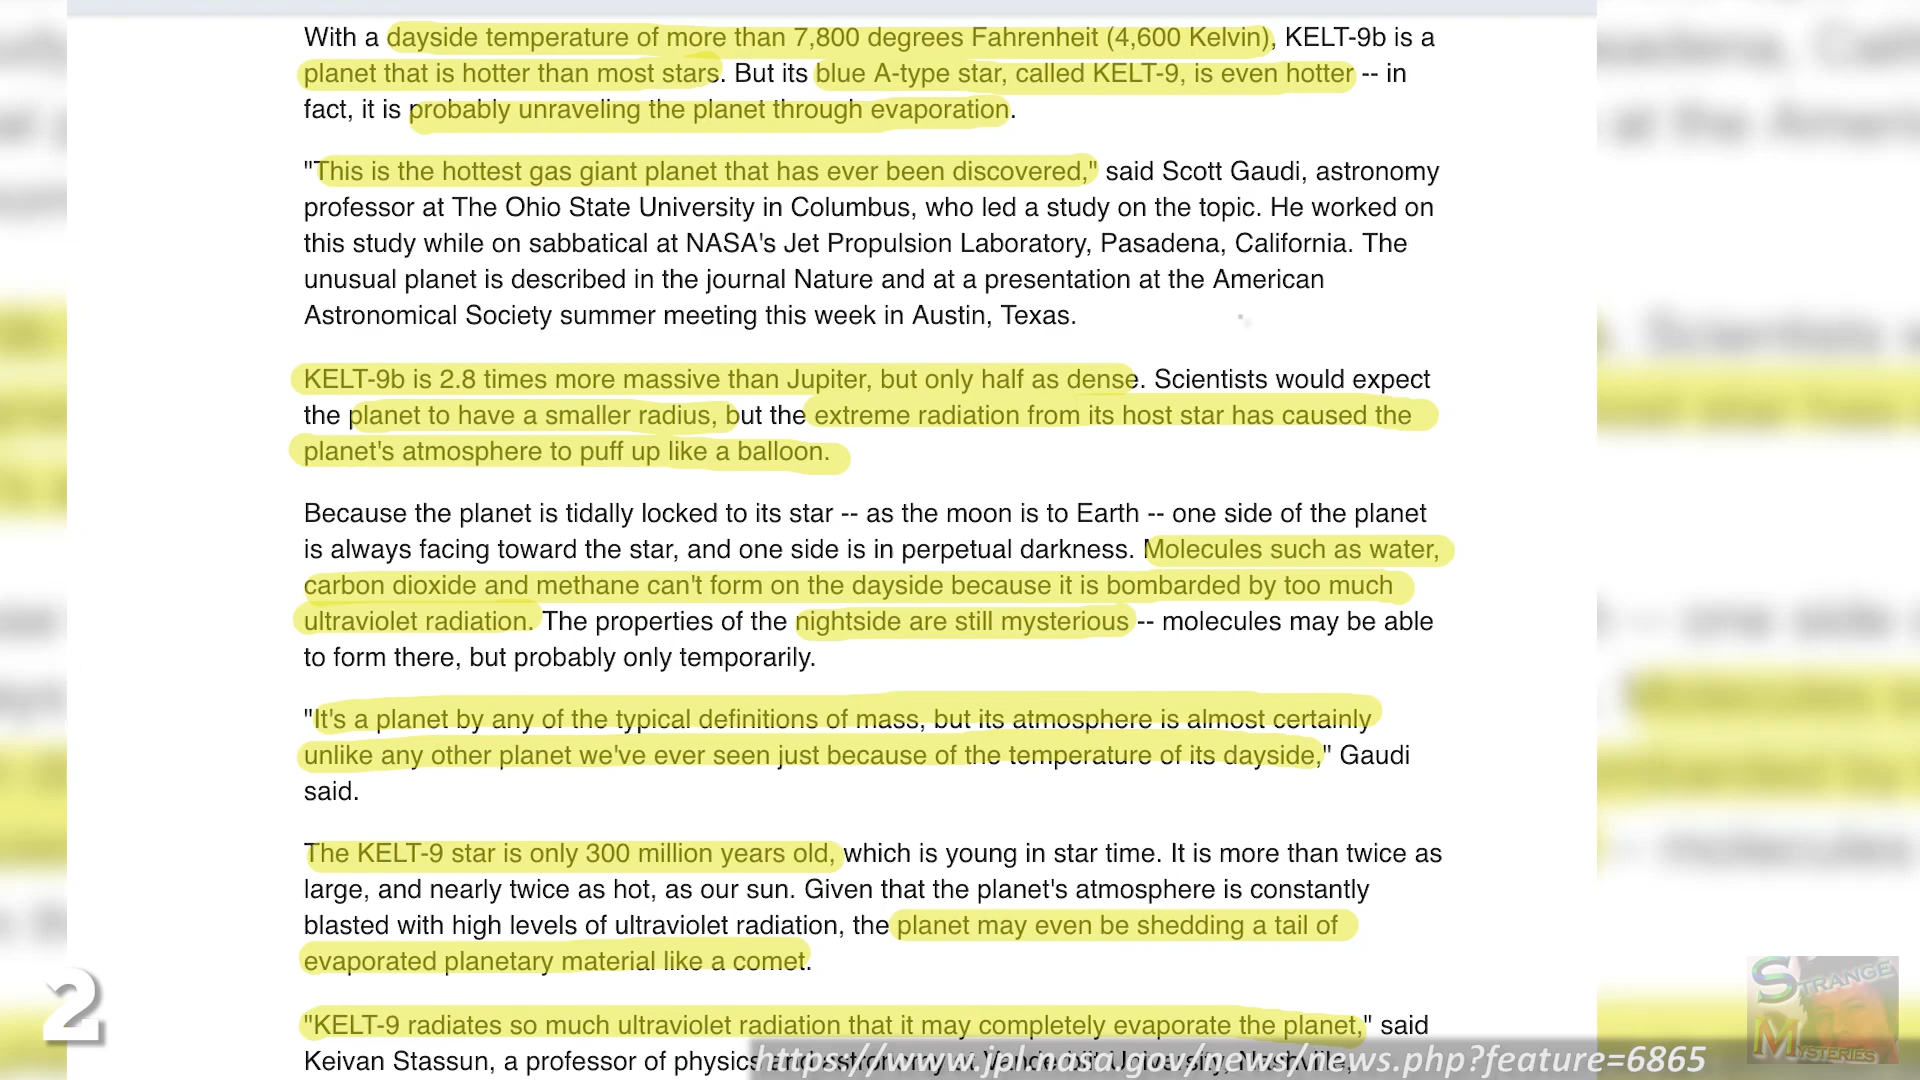 With a dayside temperature of more than 7,800 degrees Fahrenheit (4,600 Kelvin), KELT-9b is a
planet that is hotter than most stars. But its blue A-type star, called KELT-9, is even hotter -- in
fact, it is probably unraveling the planet through evaporation.
"This is the hottest gas giant planet that has ever been discovered," said Scott Gaudi, astronomy
professor at The Ohio State University in Columbus, who led a study on the topic. He worked on
this study while on sabbatical at NASA's Jet Propulsion Laboratory, Pasadena, California. The
unusual planet is described in the journal Nature and at a presentation at the American
Astronomical Society summer meeting this week in Austin, Texas.
KELT-9b is 2.8 times more massive than Jupiter, but only half as dense. Scientists would expect
the planet to have a smaller radius, but the extreme radiation from its host star has caused the
planet's atmosphere to puff up like a balloon.
Because the planet is tidally locked to its star -- as the moon is to Earth -- one side of the planet
is always facing toward the star, and one side is in perpetual darkness. Molecules such as water,
carbon dioxide and methane can't form on the dayside because it is bombarded by too much
ultraviolet radiation. The properties of the nightside are still mysterious -- molecules may be able
to form there, but probably only temporarily.
"It's a planet by any of the typical definitions of mass, but its atmosphere is almost certainly
unlike any other planet we've ever seen just because of the temperature of its dayside," Gaudi
said.
The KELT-9 star is only 300 million years old, which is young in star time. It is more than twice as
large, and nearly twice as hot, as our sun. Given that the planet's atmosphere is constantly
blasted with high levels of ultraviolet radiation, the planet may even be shedding a tail of
evaporated planetary material like a comet.
"KELT-9 radiates so much ultraviolet radiation that it may completely evaporate the planet," said
Keivan Stassun, a professor of physics and astronomy at Vanderbilt University, Nashville,
https://www.jpl.nasa.gov/news/news.php?feature=6865
2
STRANGE
MYSTERIES